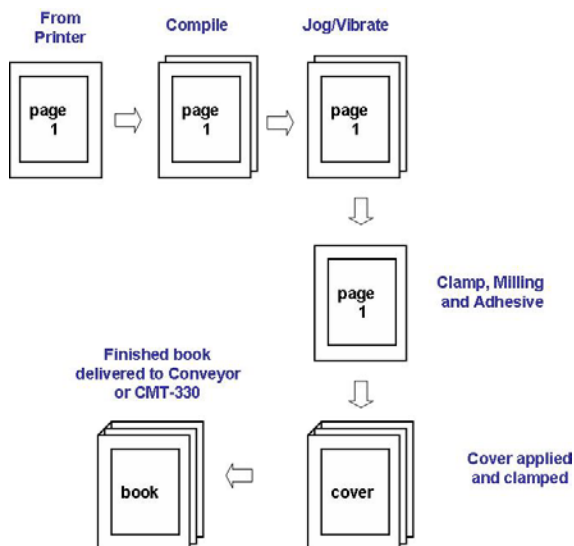 From
Printer
Compile
Jog/Vibrate
page
1
page
1
page
1
page
1
Clamp, Milling
and Adhesive
Finished book
delivered to Conveyor
or CMT-330
book
cover
Cover applied
and clamped